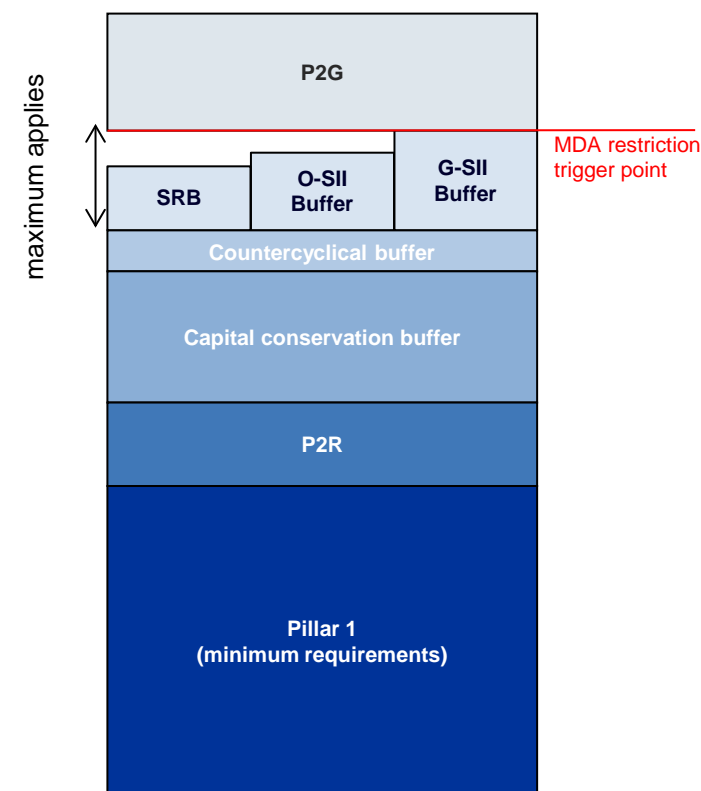 P2G
maximum applies
MDA restriction
trigger point
SRB
O-SII
Buffer
G-SII
Buffer
Countercyclical buffer
Capital conservation buffer
P2R
Pillar 1
(minimum requirements)